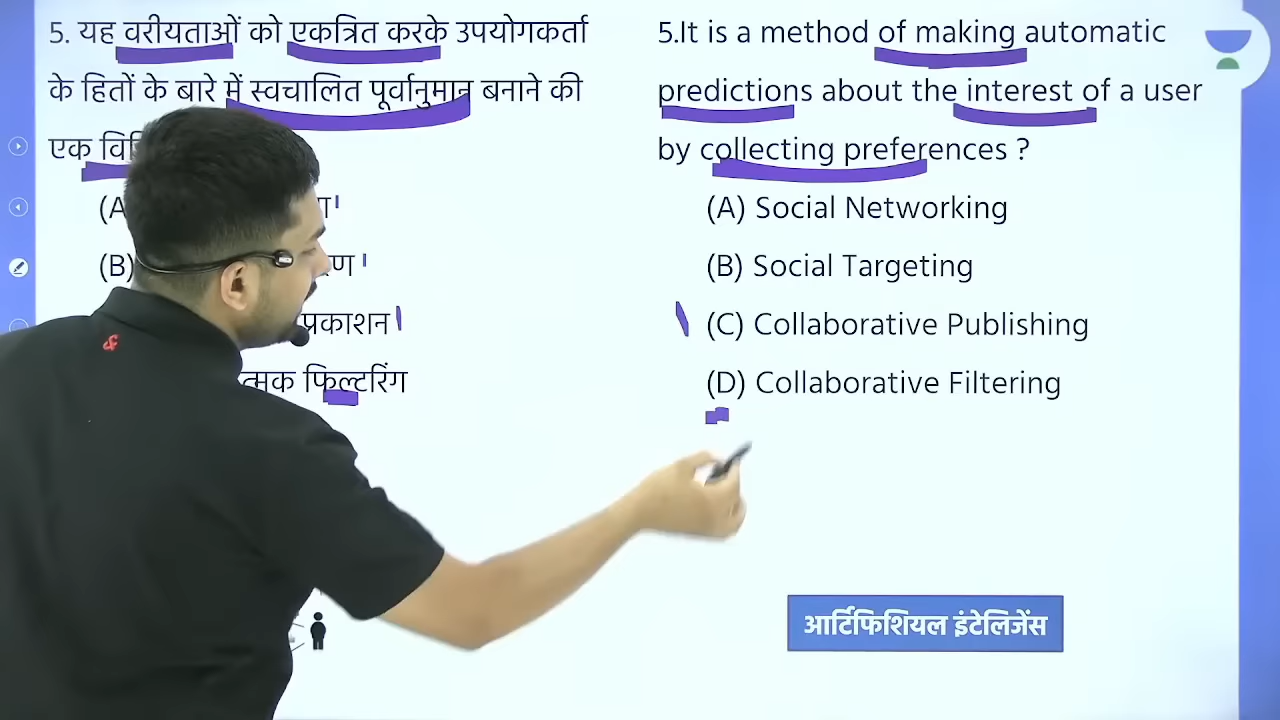 5. यह वरीयताओं को एकत्रित करके उपयोगकर्ता
के हितों के बारे में स्वचालित पूर्वानुमान बनाने की
एक
(A
(B)
प्रकाशन
फिल्टरिंग
5.It is a method of making automatic
predictions about the interest of a user
by collecting preferences ?
(A) Social Networking
(B) Social Targeting
(C) Collaborative Publishing
(D) Collaborative Filtering
आर्टिफिशियल इंटेलिजेंस